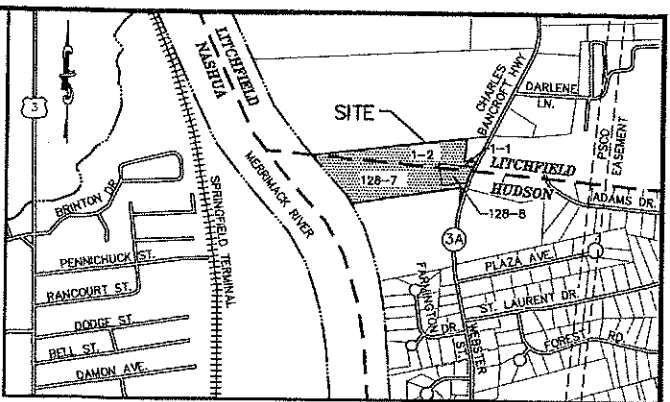 3
LITCHFIELD
NASHUA
SITE
CHARLES
BANCROFT HWY
DARLENE
LN.
PSCO
EASEMENT
1-1
1-2
128-7
128-8
LITCHFIELD
HUDSON
ADAMS DR.
MERRIMACK RIVER
3A
BRINTON DR.
SPRINGFIELD TERMINAL
PENNICHUCK ST.
RANCOURT ST.
DODGE ST
BELL ST.
DAMON AVE.
PLAZA AVE.
FARMINGTON
DR.
ST. LAURENT DR.
WEBSTER
ST.
FOREST RD